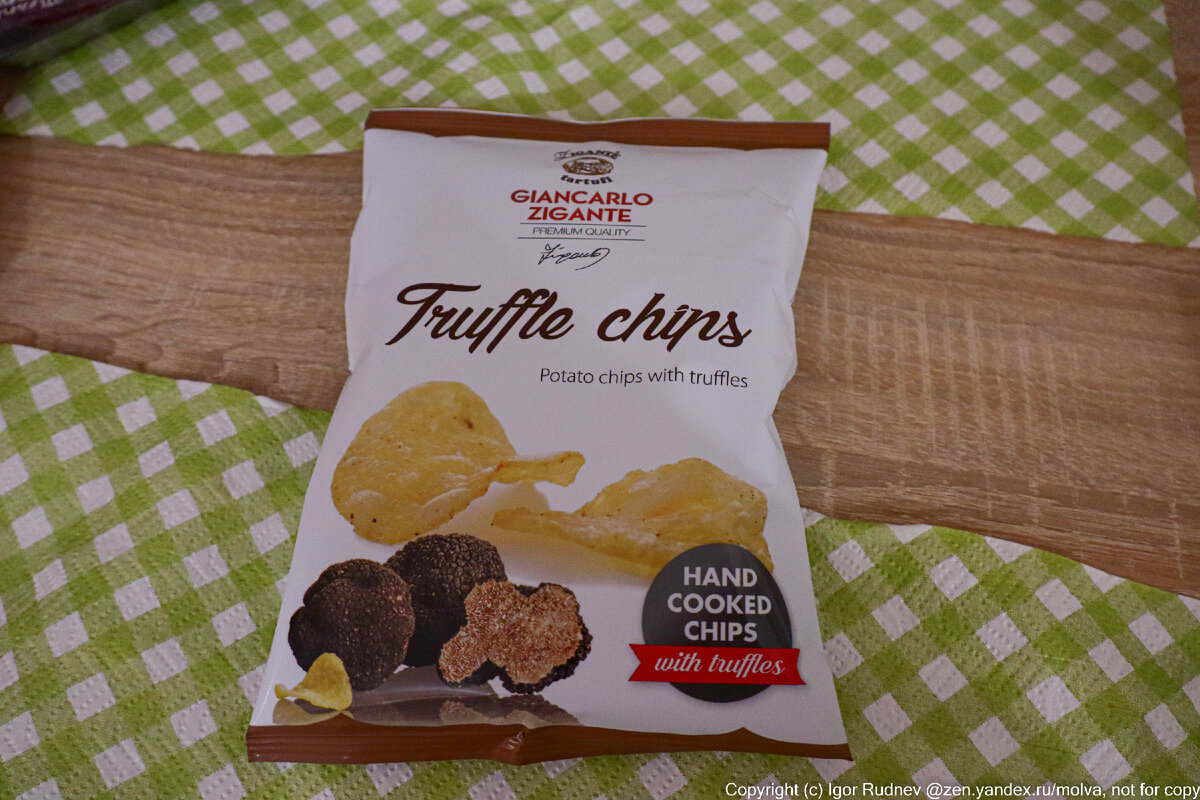 ZIGANTE
tartufi
GIANCARLO
ZIGANTE
PREMIUM QUALITY
Truffle chips
Potato chips with truffles
HAND
COOKED
CHIPS
with truffles
Copyright (c) Igor Rudnev @zen.yandex.ru/molva, not for copy